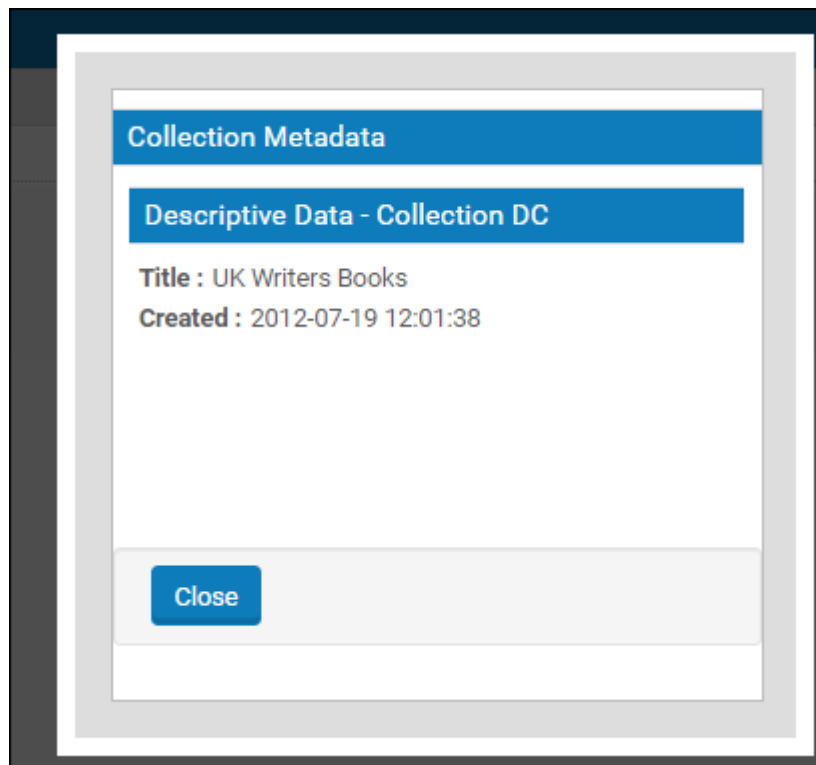 Collection Metadata
Descriptive Data - Collection DC
Title : UK Writers Books
Created : 2012-07-19 12:01:38
Close